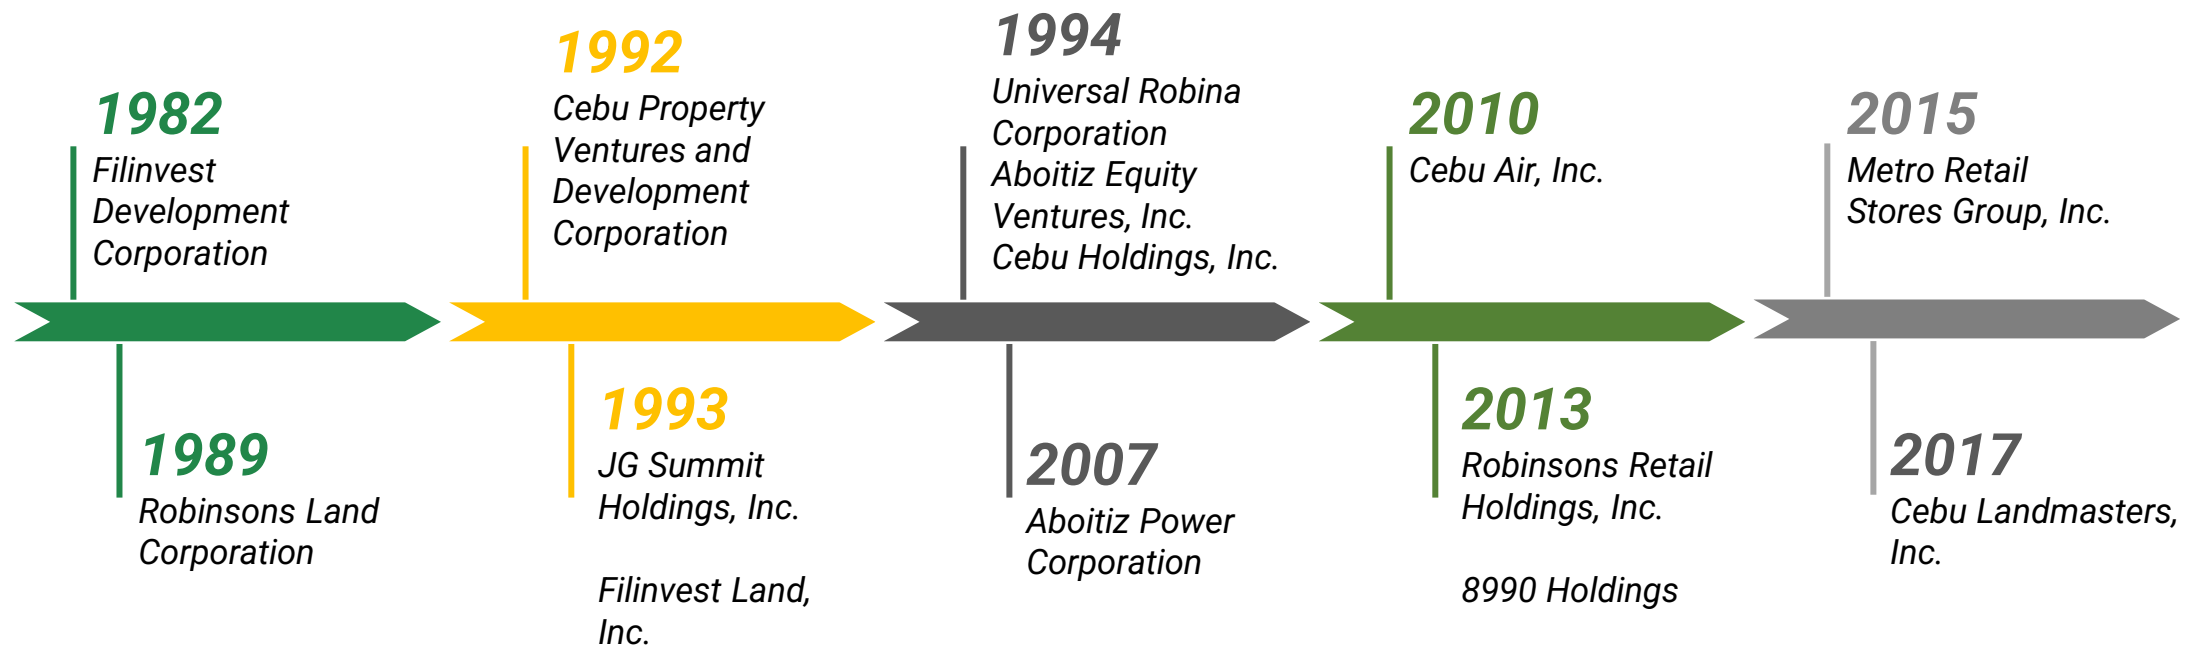 1982
Filinvest
Development
Corporation
1989
Robinsons Land
Corporation
1992
Cebu Property
Ventures and
Development
Corporation
1993
JG Summit
Holdings, Inc.
Filinvest Land,
Inc.
1994
Universal Robina
Corporation
Aboitiz Equity
Ventures, Inc.
Cebu Holdings, Inc.
2007
Aboitiz Power
Corporation
2010
Cebu Air, Inc.
2013
Robinsons Retail
Holdings, Inc.
8990 Holdings
2015
Metro Retail
Stores Group, Inc.
2017
Cebu Landmasters,
Inc.